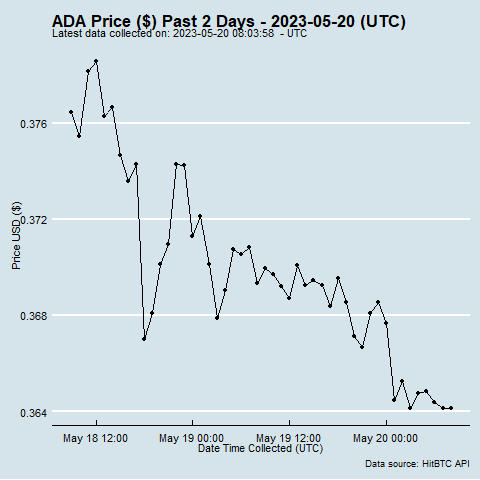 ADA Price ($) Past 2 Days - 2023-05-20 (UTC)
Latest data collected on: 2023-05-20 08:03:58  - UTC
0.376
0.372
0.368
0.364
Price USD ($)
May 18 12:00
May 19 00:00
May 19 12:00
May 20 00:00
Date Time Collected (UTC)
Data source: HitBTC API